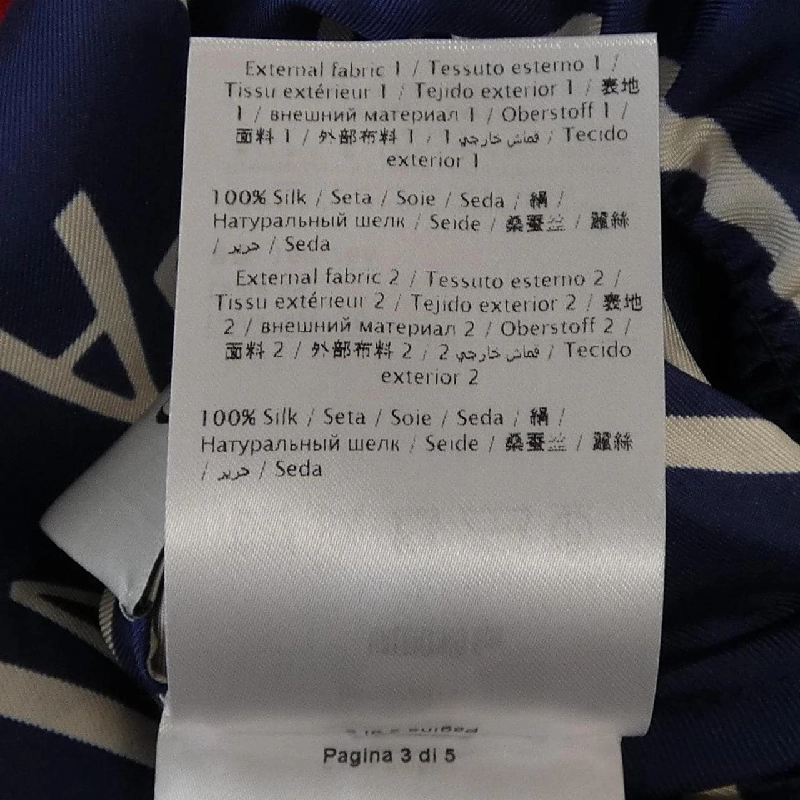 External fabric 1 / Tessuto esterno 1 /
Tissu extérieur 1 / Tejido exterior 1 / 表地
1 / внешний материал 1 / Oberstoff 1 /
面料 1 / 外部布料 1 / قماش خارجي 1 / Tecido
exterior 1
100% Silk / Seta / Soie / Seda / 絹 /
Натуральный шелк / Seide / 桑蚕丝 / 麗絲
/ حرير / Seda
External fabric 2 / Tessuto esterno 2 /
Tissu extérieur 2 / Tejido exterior 2 / 表地
2 / внешний материал 2 / Oberstoff 2 /
面料 2 / 外部布料 2 / قماش خارجي 2 / Tecido
exterior 2
100% Silk / Seta / Soie / Seda / 絹 /
Натуральный шелк / Seide / 桑蚕丝 / 麗絲
/ حرير / Seda
Pagina 3 di 5